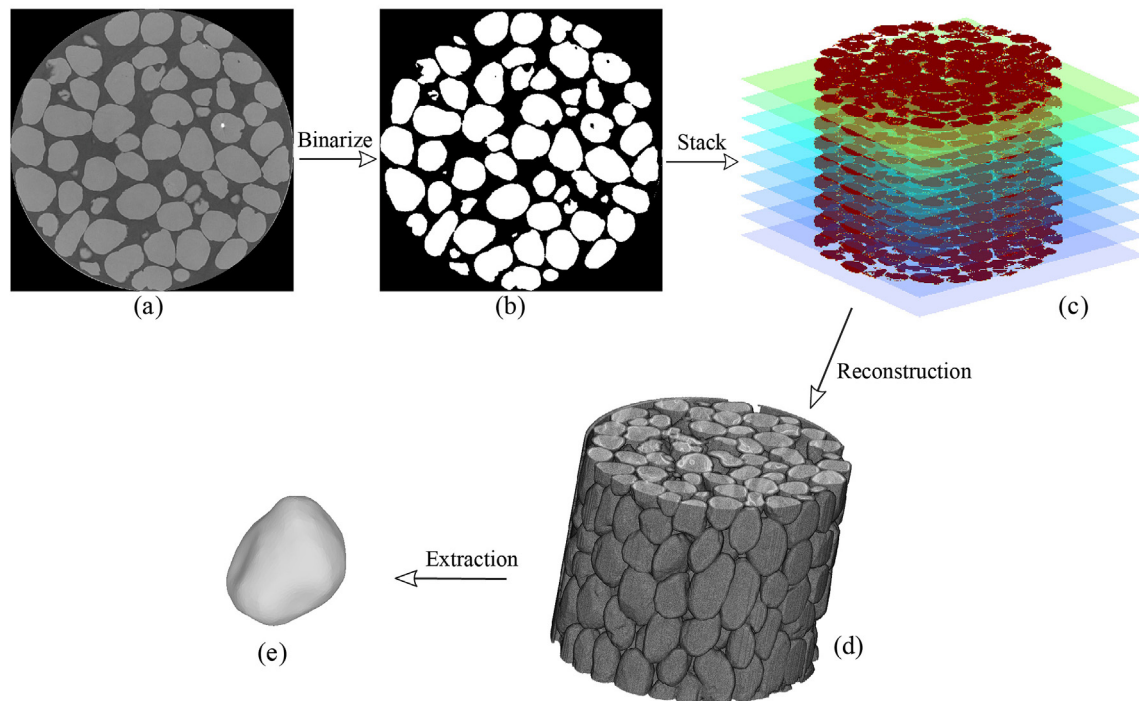 Binarize
Stack
(a)
(b)
(c)
Reconstruction
Extraction
(d)
(e)